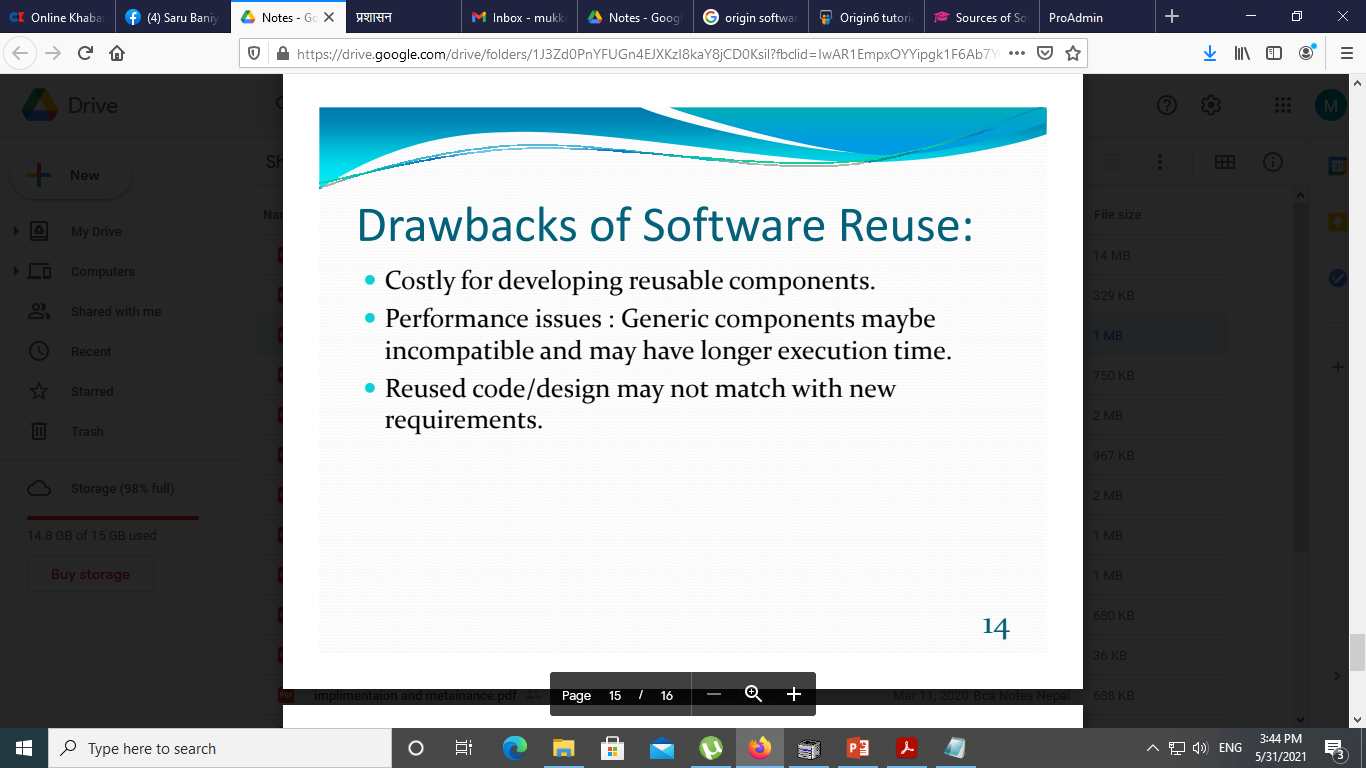 Online Khaba
(4) Saru Baniy
Notes - Go
प्रशासन
Inbox - mukk
Notes - Googl
origin softwar
Origin6 tutori
Sources of So
ProAdmin
https://drive.google.com/drive/folders/1J3Zd0PnYFUGn4EJXKzI8kaY8jCD0Ksil?fbclid=IwAR1EmpxOYYipgk1F6Ab7Y
Drive
M
New
My Drive
Computers
Shared with me
Recent
Starred
Trash
Storage (98% full)
14.8 GB of 15 GB used
Buy storage
Drawbacks of Software Reuse:
Costly for developing reusable components.
Performance issues : Generic components maybe
incompatible and may have longer execution time.
Reused code/design may not match with new
requirements.
14
File size
14 MB
329 KB
1 MB
750 KB
2 MB
967 KB
2 MB
1 MB
1 MB
680 KB
36 KB
implimentaion and metainance.pdf
Mar 11, 2020 Bca Notes Nepal
688 KB
Page 15 / 16
Type here to search
ENG
3:44 PM
5/31/2021
3